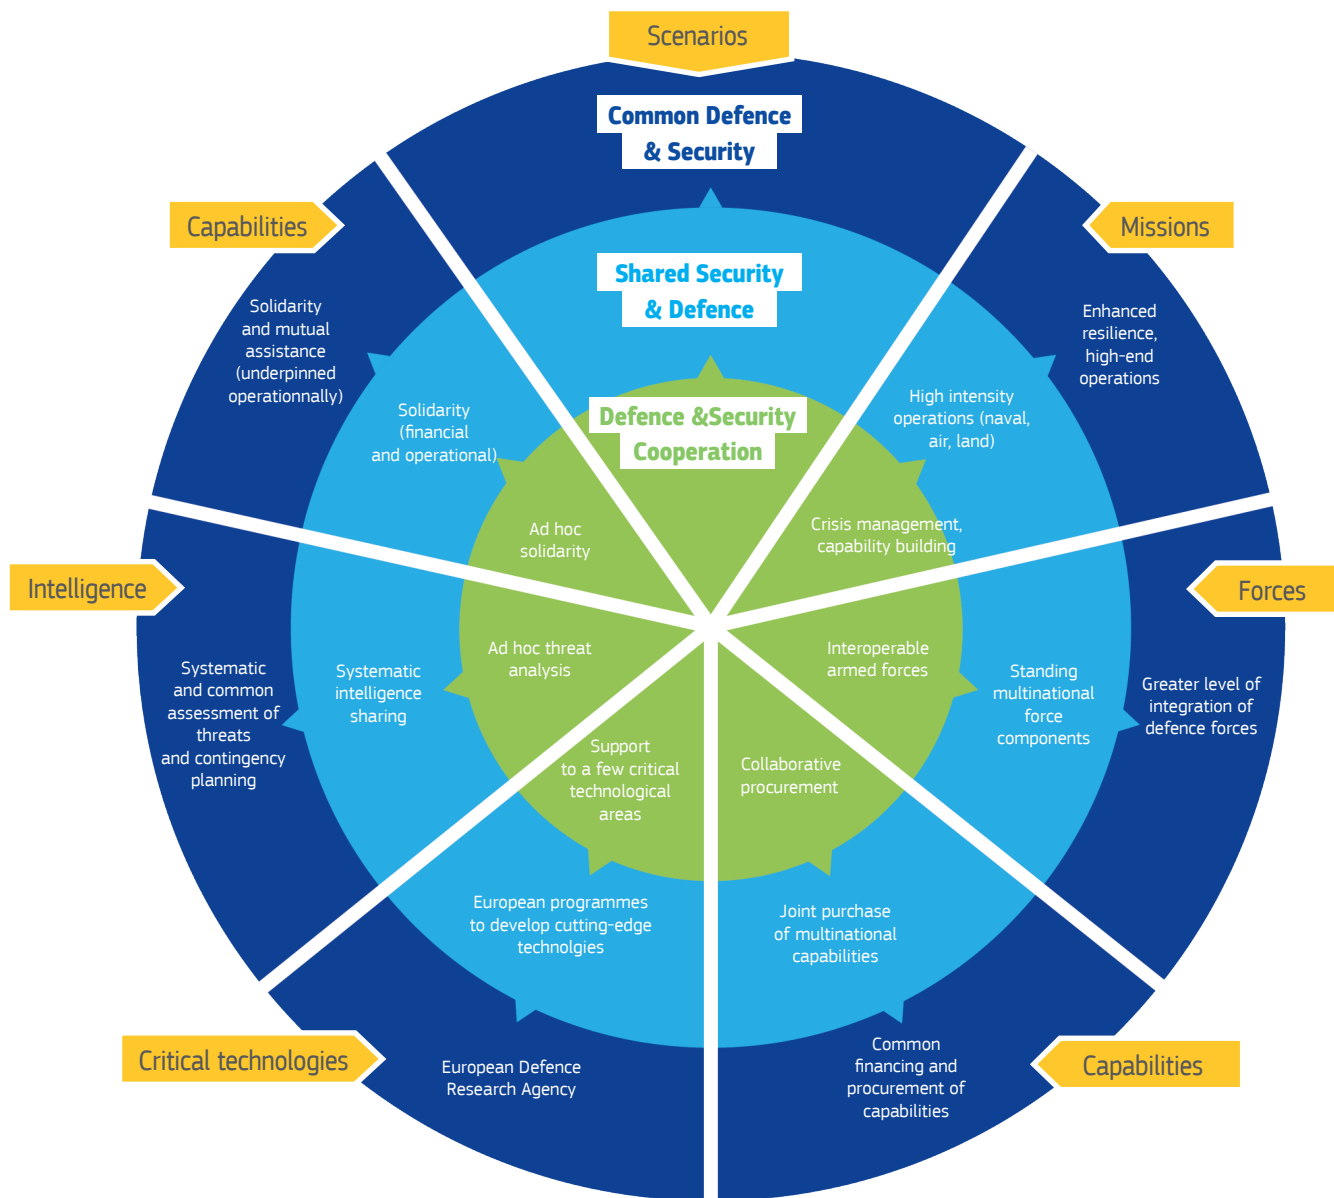 Scenarios
Common Defence
& Security
Shared Security
& Defence
Defence &Security
Cooperation
Missions
Enhanced
resilience,
high-end
operations
High intensity
operations (naval,
air, land)
Crisis management,
capability building
Forces
Greater level of
integration of
defence forces
Standing
multinational
force
components
Interoperable
armed forces
Capabilities
Common
financing and
procurement of
capabilities
Joint purchase
of multinational
capabilities
Collaborative
procurement
Critical technologies
European Defence
Research Agency
European programmes
to develop cutting-edge
technolgies
Support
to a few critical
technological
areas
Intelligence
Systematic
and common
assessment of
threats
and contingency
planning
Systematic
intelligence
sharing
Ad hoc threat
analysis
Capabilities
Solidarity
and mutual
assistance
(underpinned
operationnally)
Solidarity
(financial
and operational)
Ad hoc
solidarity